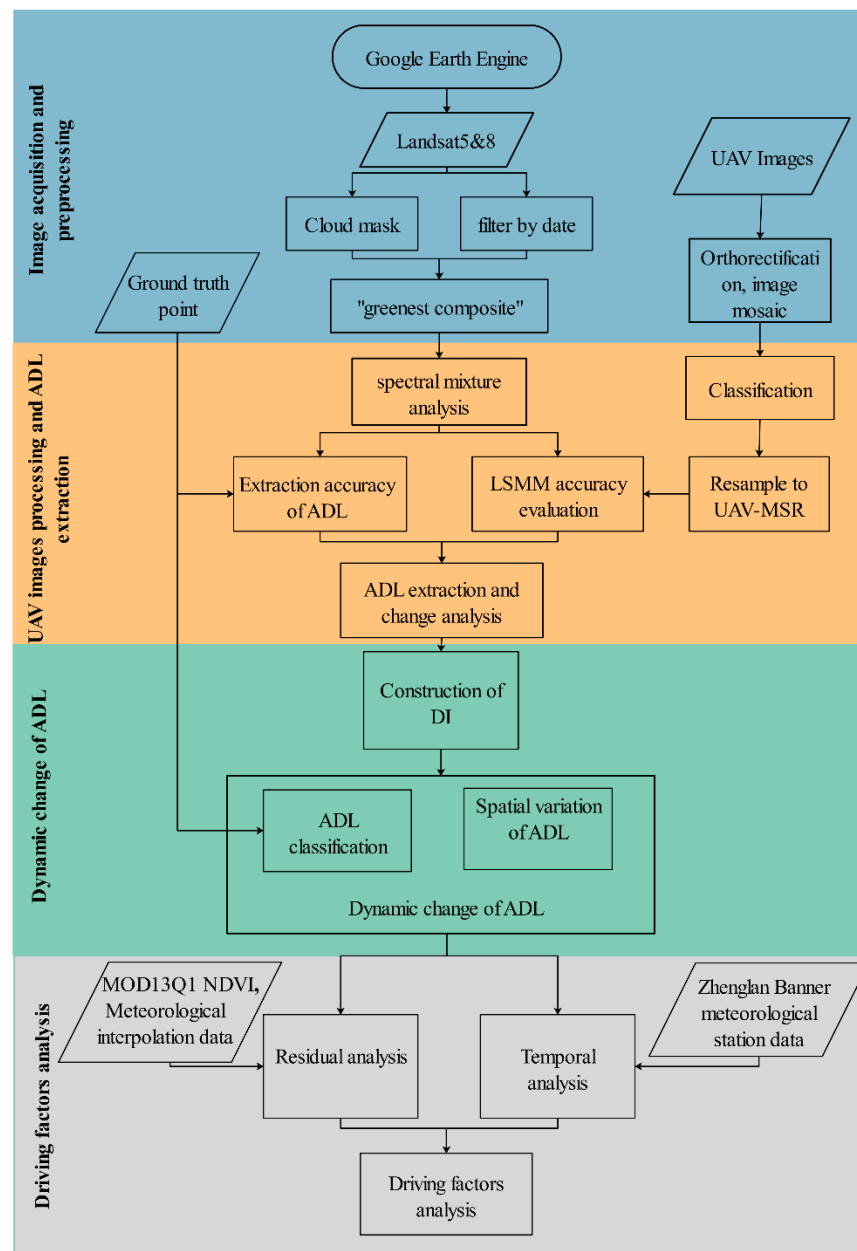 Image acquisition and
preprocessing
Google Earth Engine
Landsat5&8
UAV Images
Cloud mask
filter by date
Orthorectificati
on, image
mosaic
Ground truth
point
"greenest composite"
UAV images processing and ADL
extraction
spectral mixture
analysis
Classification
Extraction accuracy
of ADL
LSMM accuracy
evaluation
Resample to
UAV-MSR
ADL extraction and
change analysis
Dynamic change of ADL
Construction of
DI
ADL
classification
Spatial variation
of ADL
Dynamic change of ADL
Driving factors analysis
MOD13Q1 NDVI,
Meteorological
interpolation data
Zhenglan Banner
meteorological
station data
Residual analysis
Temporal
analysis
Driving factors
analysis